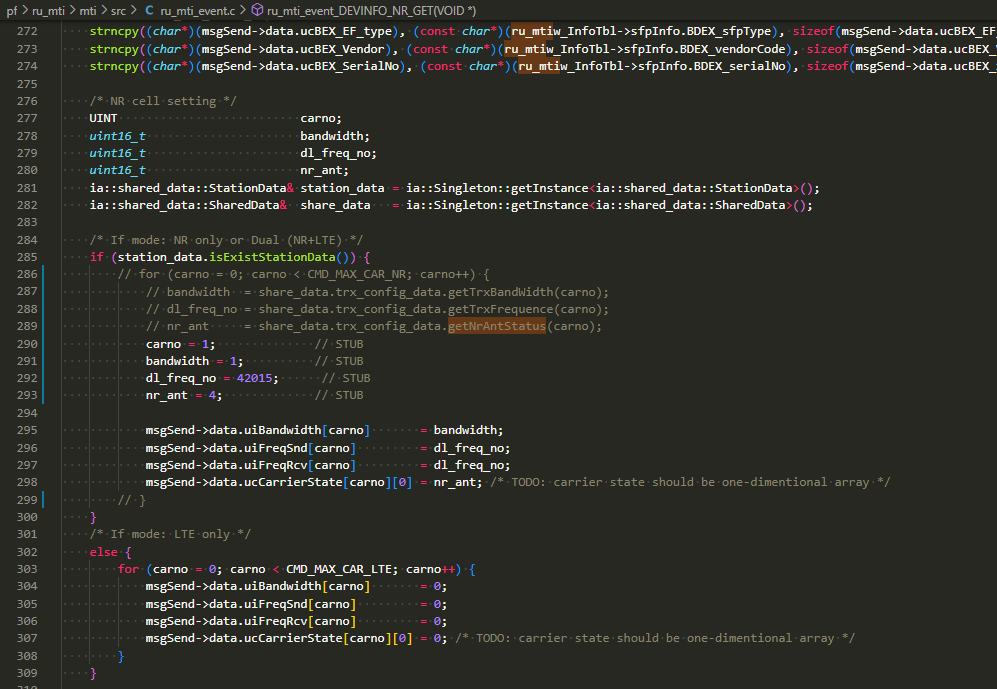 pf > ru_mti > mti > src > C ru_mti_event.c > ru_mti_event_DEVINFO_NR_GET(VOID *)
272 strncpy((char*)(msgSend->data.ucBEX_EF_type), (const char*)(ru_mtiw_InfoTbl->sfpInfo.BDEX_sfpType), sizeof(msgSend->data.ucBEX_EF_
273 strncpy((char*)(msgSend->data.ucBEX_Vendor), (const char*)(ru_mtiw_InfoTbl->sfpInfo.BDEX_vendorCode), sizeof(msgSend->data.ucBEX_
274 strncpy((char*)(msgSend->data.ucBEX_SerialNo), (const char*)(ru_mtiw_InfoTbl->sfpInfo.BDEX_serialNo), sizeof(msgSend->data.ucBEX_
275
276 /* NR cell setting */
277 UINT carno;
278 uint16_t bandwidth;
279 uint16_t dl_freq_no;
280 uint16_t nr_ant;
281 ia::shared_data::StationData& station_data = ia::Singleton::getInstance<ia::shared_data::StationData>();
282 ia::shared_data::SharedData& share_data = ia::Singleton::getInstance<ia::shared_data::SharedData>();
283
284 /* If mode: NR only or Dual (NR+LTE) */
285 if (station_data.isExistStationData()) {
286 // for (carno = 0; carno < CMD_MAX_CAR_NR; carno++) {
287 // bandwidth = share_data.trx_config_data.getTrxBandWidth(carno);
288 // dl_freq_no = share_data.trx_config_data.getTrxFrequence(carno);
289 // nr_ant = share_data.trx_config_data.getNrAntStatus(carno);
290 carno = 1; // STUB
291 bandwidth = 1; // STUB
292 dl_freq_no = 42015; // STUB
293 nr_ant = 4; // STUB
294
295 msgSend->data.uiBandwidth[carno] = bandwidth;
296 msgSend->data.uiFreqSnd[carno] = dl_freq_no;
297 msgSend->data.uiFreqRcv[carno] = dl_freq_no;
298 msgSend->data.ucCarrierState[carno][0] = nr_ant; /* TODO: carrier state should be one-dimentional array */
299 // }
300 }
301 /* If mode: LTE only */
302 else {
303 for (carno = 0; carno < CMD_MAX_CAR_LTE; carno++) {
304 msgSend->data.uiBandwidth[carno] = 0;
305 msgSend->data.uiFreqSnd[carno] = 0;
306 msgSend->data.uiFreqRcv[carno] = 0;
307 msgSend->data.ucCarrierState[carno][0] = 0; /* TODO: carrier state should be one-dimentional array */
308 }
309 }